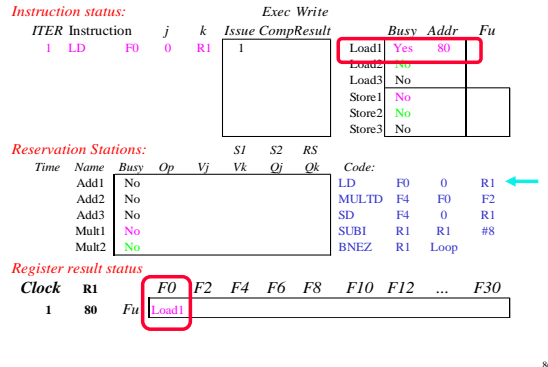 Instruction status: Exec Write
ITER Instruction j k Issue CompResult Busy Addr Fu
1 LD F0 0 R1 1 Load1 Yes 80
Load2 No
Load3 No
Store1 No
Store2 No
Store3 No
Reservation Stations: S1 S2 RS
Time Name Busy Op Vj Vk Qj Qk Code:
Add1 No LD F0 0 R1
Add2 No MULTD F4 F0 F2
Add3 No SD F4 0 R1
Mult1 No SUBI R1 R1 #8
Mult2 No BNEZ R1 Loop
Register result status
Clock R1 F0 F2 F4 F6 F8 F10 F12 ... F30
1 80 Fu Load1